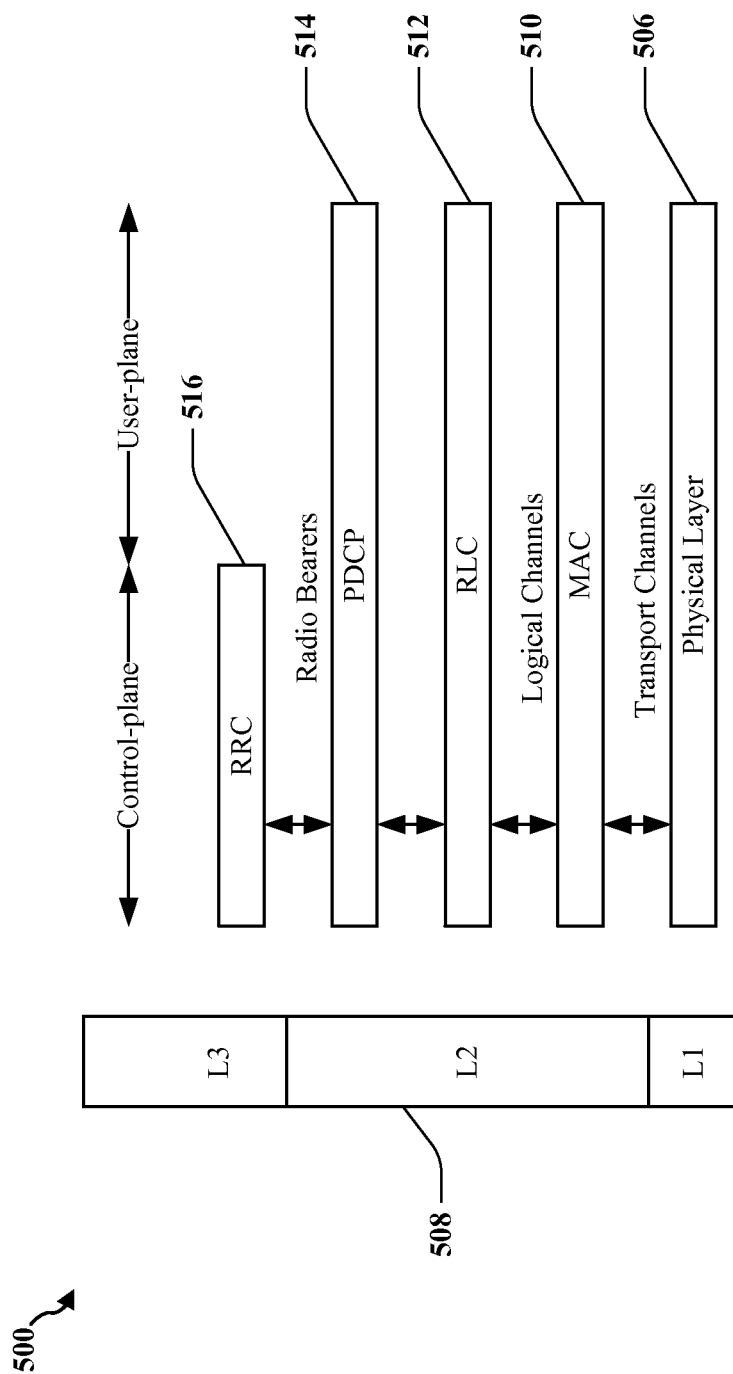 500
Control-plane
User-plane
516
L3
RRC
Radio Bearers
514
PDCP
508
L2
512
RLC
Logical Channels
510
MAC
Transport Channels
506
L1
Physical Layer